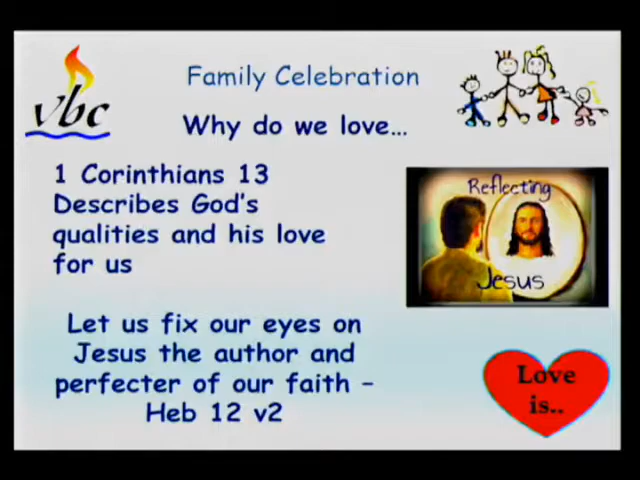 vbc
Family Celebration
Why do we love...
1 Corinthians 13
Describes God's
qualities and his love
for us
Reflecting
Jesus
Let us fix our eyes on
Jesus the author and
perfecter of our faith –
Heb 12 v2
Love
is..